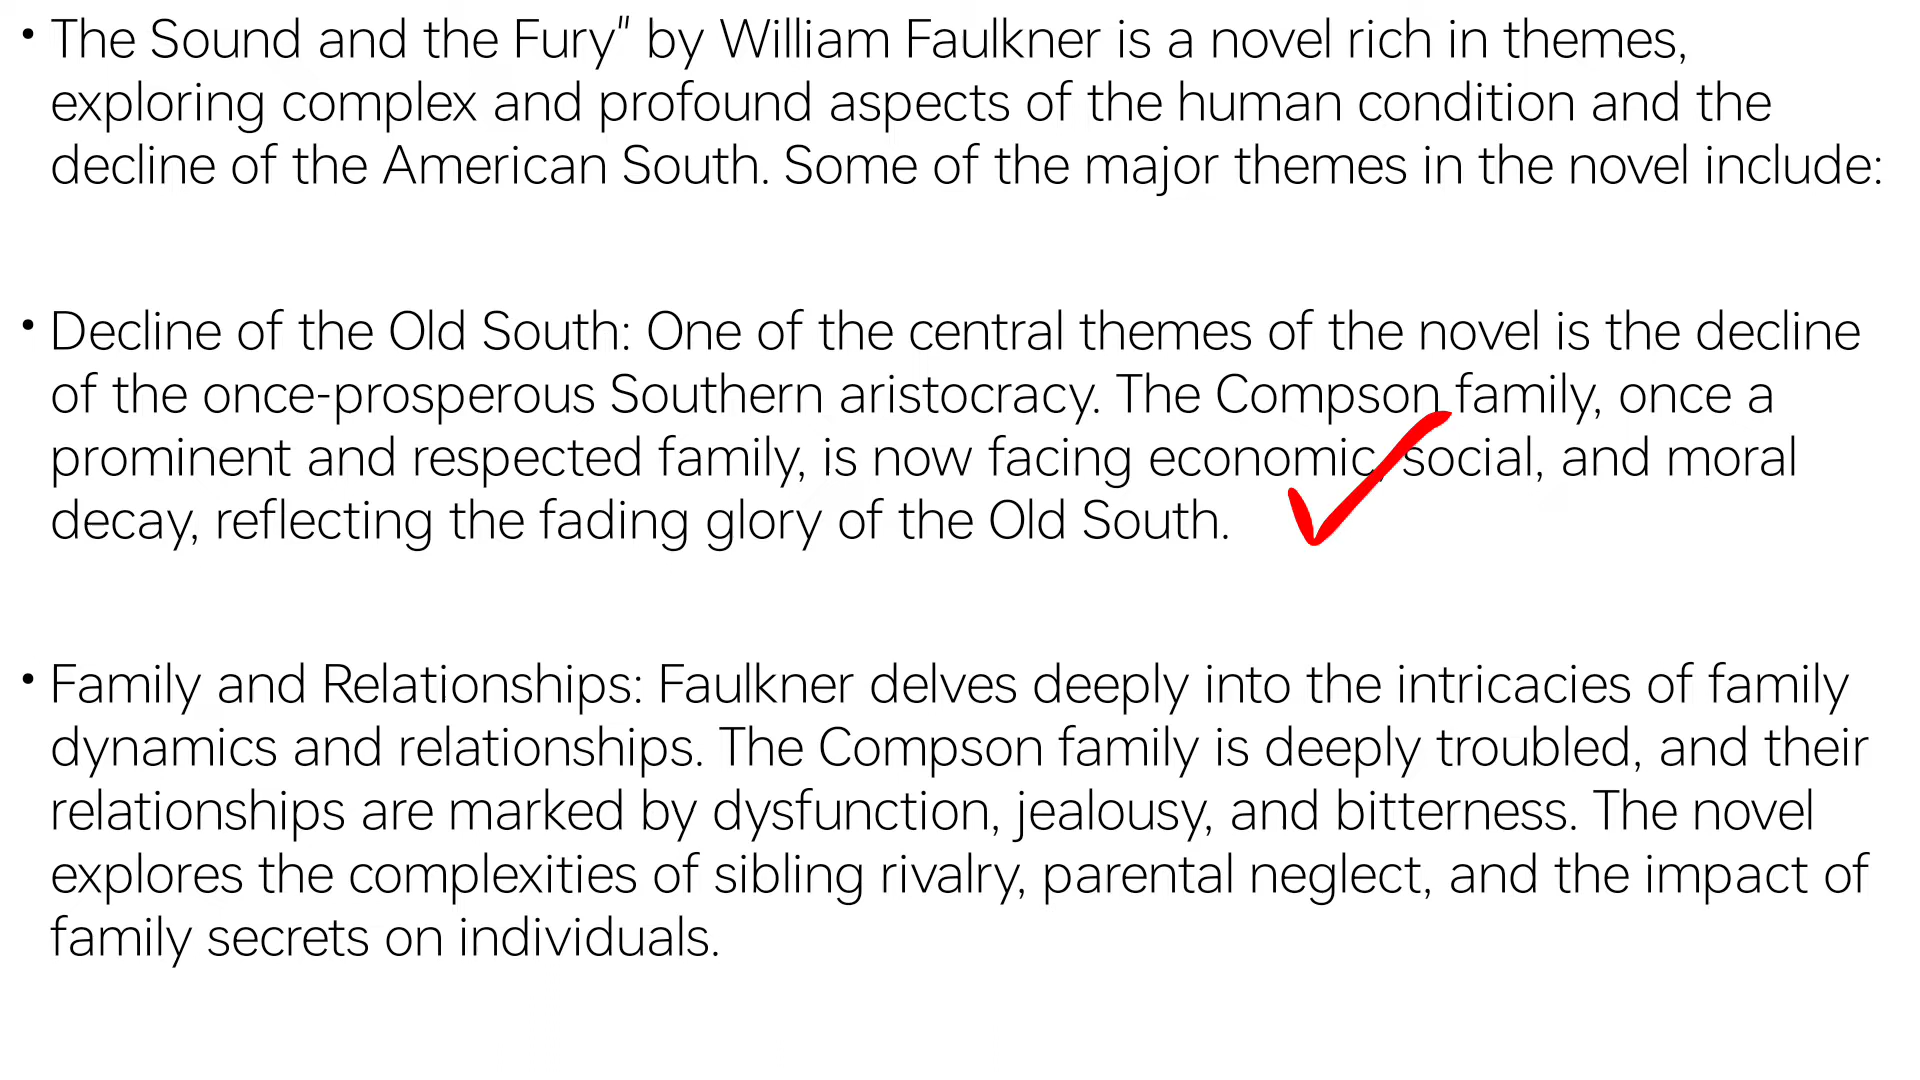 • The Sound and the Fury" by William Faulkner is a novel rich in themes,
exploring complex and profound aspects of the human condition and the
decline of the American South. Some of the major themes in the novel include:
• Decline of the Old South: One of the central themes of the novel is the decline
of the once-prosperous Southern aristocracy. The Compson family, once a
prominent and respected family, is now facing economic, social, and moral
decay, reflecting the fading glory of the Old South.
• Family and Relationships: Faulkner delves deeply into the intricacies of family
dynamics and relationships. The Compson family is deeply troubled, and their
relationships are marked by dysfunction, jealousy, and bitterness. The novel
explores the complexities of sibling rivalry, parental neglect, and the impact of
family secrets on individuals.